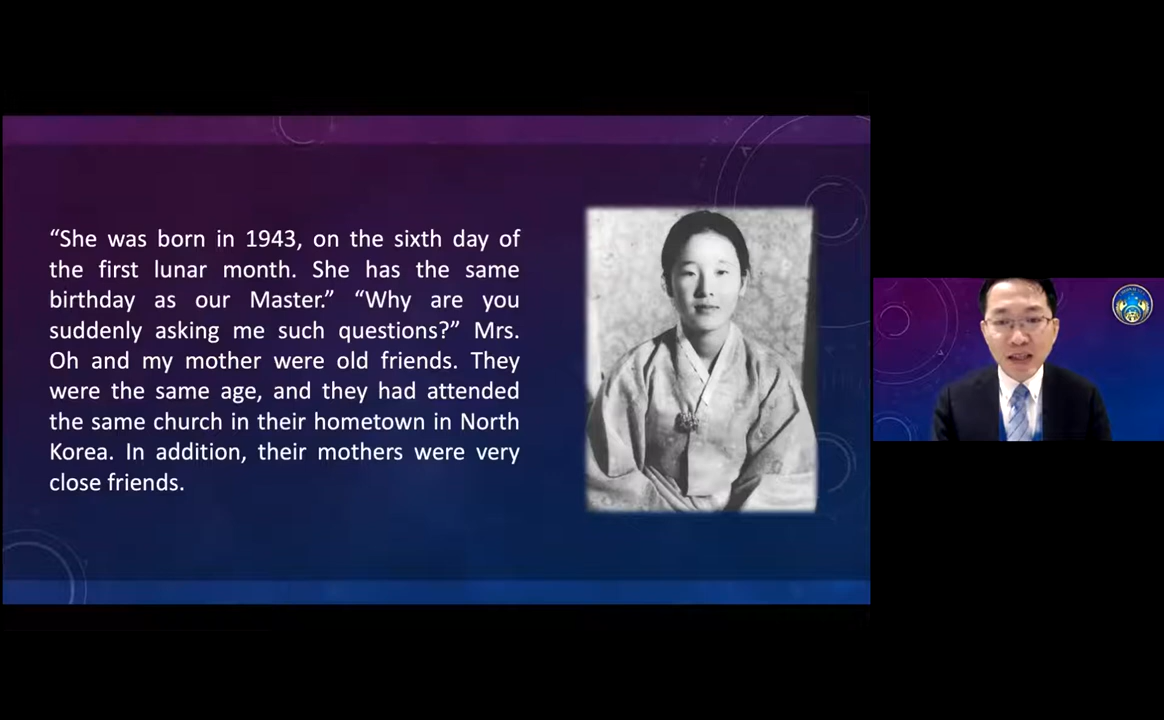 “She was born in 1943, on the sixth day of
the first lunar month. She has the same
birthday as our Master.” “Why are you
suddenly asking me such questions?” Mrs.
Oh and my mother were old friends. They
were the same age, and they had attended
the same church in their hometown in North
Korea. In addition, their mothers were very
close friends.